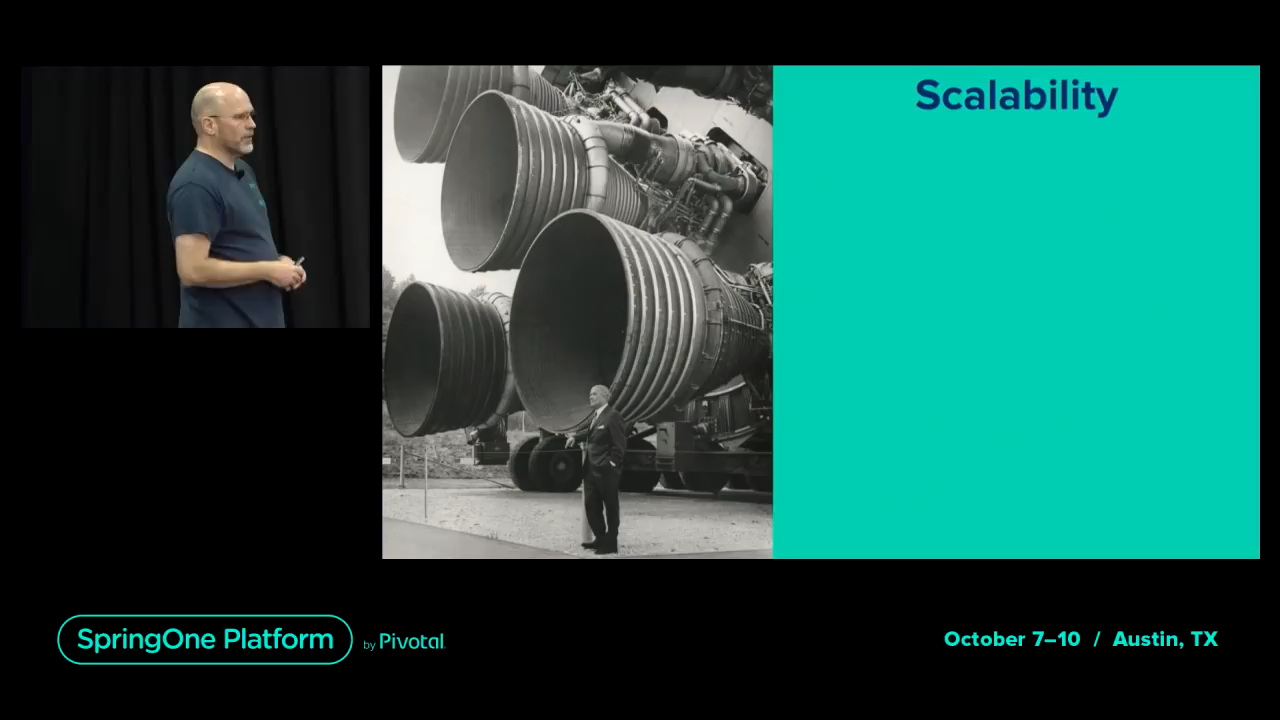 Scalability
SpringOne Platform by Pivotal
October 7–10 / Austin, TX